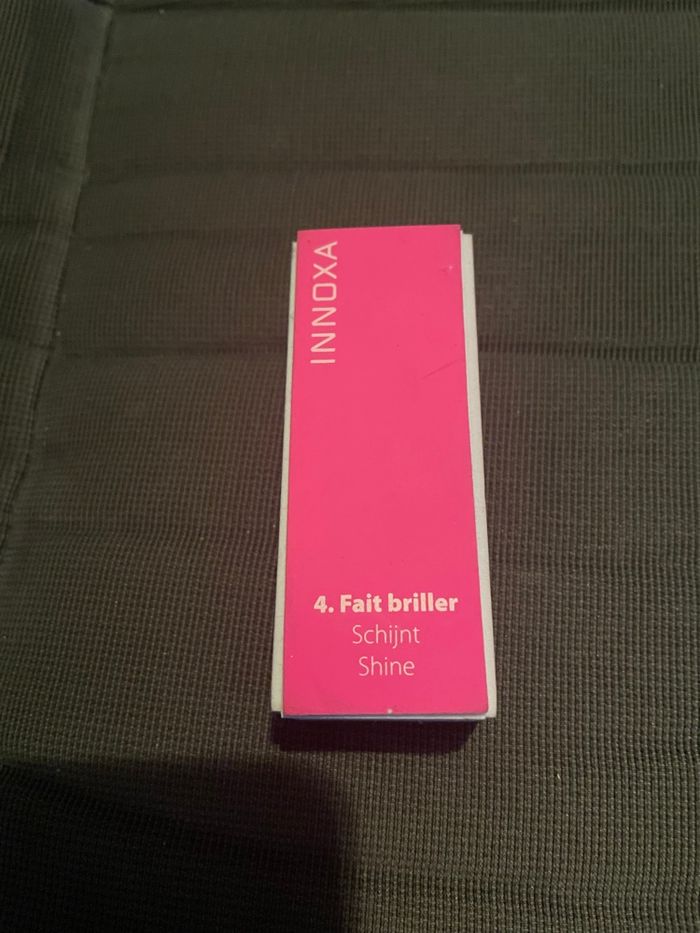 INNOXA
4. Fait briller
Schijnt
Shine